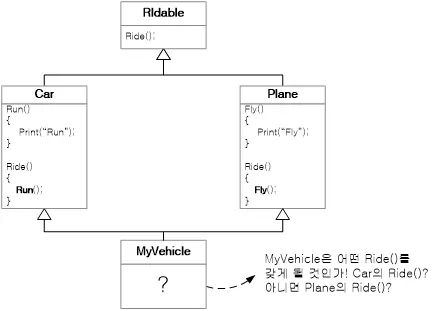 RIdable
Ride();
Car
Run()
{
Print("Run");
}
Ride()
{
Run();
}
Plane
Fly()
{
Print("Fly");
}
Ride()
{
Fly();
}
MyVehicle
?
MyVehicle은 어떤 Ride()를
갖게 될 것인가! Car의 Ride()?
아니면 Plane의 Ride()?